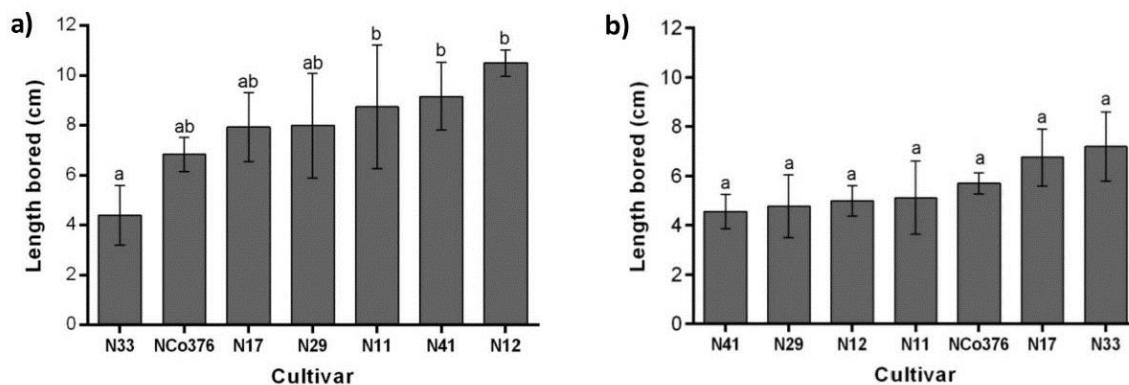 a)
Length bored (cm)
12
10
8
6
4
2
0
a
ab
ab
ab
b
b
b
N33 NCo376 N17 N29 N11 N41 N12
Cultivar
b)
Length bored (cm)
12
10
8
6
4
2
0
a
a
a
a
a
a
a
N41 N29 N12 N11 NCo376 N17 N33
Cultivar